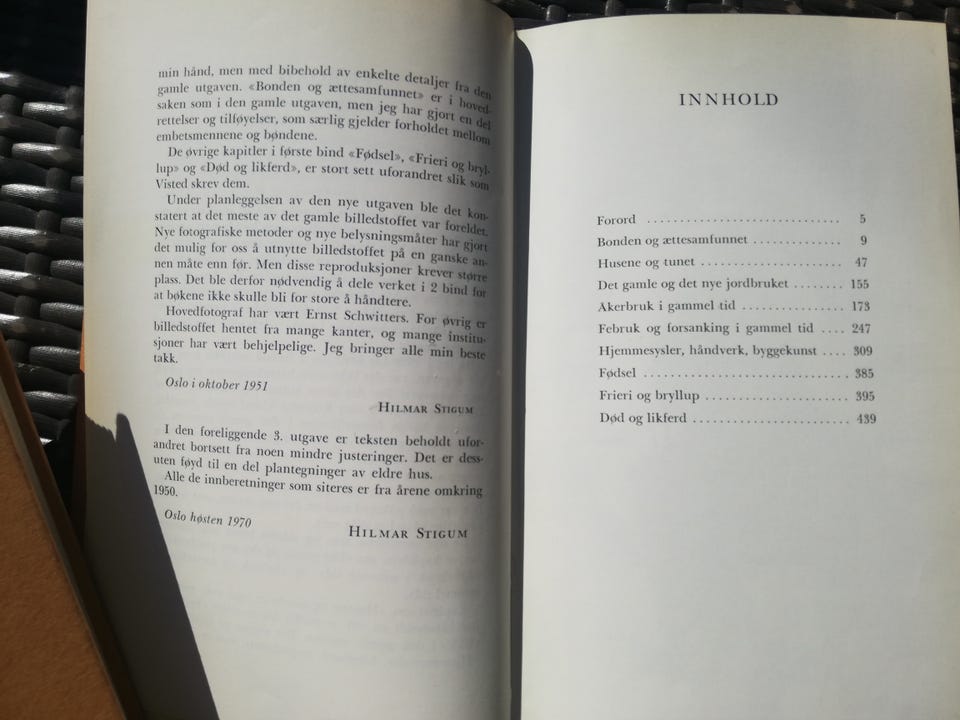 min hånd, men med bibehold av enkelte detaljer fra den
gamle utgaven. «Bonden og ættesamfunnet» er i hoved-
saken som i den gamle utgaven, men jeg har gjort en del
rettelser og tilføyelser, som særlig gjelder forholdet mellom
embetsmennene og bøndene.
De øvrige kapitler i første bind «Fødsel», «Frieri og bryl-
lup» og «Død og likferd», er stort sett uforandret slik som
Visted skrev dem.
Under planleggelsen av den nye utgaven ble det kon-
statert at det meste av det gamle billedstoffet var foreldet.
Nye fotografiske metoder og nye belysningsmåter har gjort
det mulig for oss å utnytte billedstoffet på en ganske an-
nen måte enn før. Men disse reproduksjoner krever større
plass. Det ble derfor nødvendig å dele verket i 2 bind for
at bøkene ikke skulle bli for store å håndtere.
Hovedfotograf har vært Ernst Schwitters. For øvrig er
billedstoffet hentet fra mange kanter, og mange institu-
sjoner har vært behjelpelige. Jeg bringer alle min beste
takk.
Oslo i oktober 1951
HILMAR STIGUM
I den foreliggende 3. utgave er teksten beholdt ufor-
andret bortsett fra noen mindre justeringer. Det er dess-
uten føyd til en del plantegninger av eldre hus.
Alle de innberetninger som siteres er fra årene omkring
1950.
Oslo høsten 1970
HILMAR STIGUM
INNHOLD
Forord .............................. 5
Bonden og ættesamfunnet .............. 9
Husene og tunet ...................... 47
Det gamle og det nye jordbruket ........ 155
Åkerbruk i gammel tid ................ 173
Februk og forsanking i gammel tid .... 247
Hjemmesysler, håndverk, byggekunst .... 309
Fødsel .................................. 385
Frieri og bryllup ...................... 395
Død og likferd ........................ 439